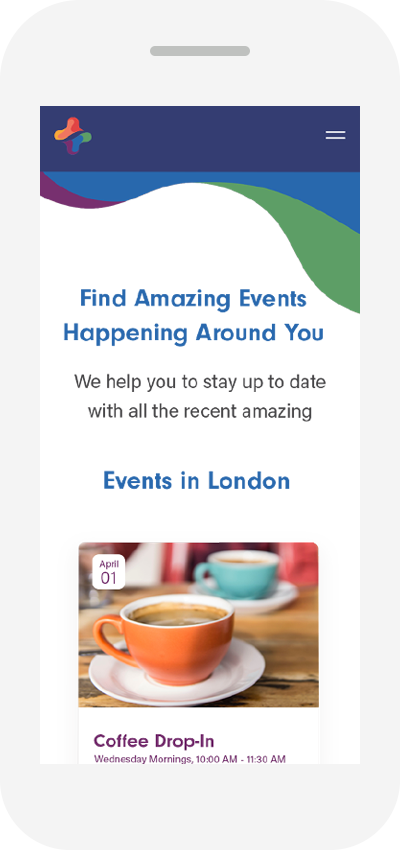 Find Amazing Events
Happening Around You
We help you to stay up to date
with all the recent amazing
Events in London
April
01
Coffee Drop-In
Wednesday Mornings, 10:00 AM - 11:30 AM